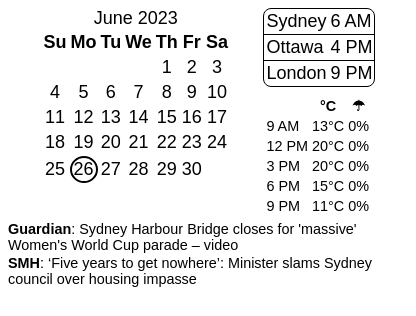 June 2023
Su Mo Tu We Th Fr Sa
1 2 3
4 5 6 7 8 9 10
11 12 13 14 15 16 17
18 19 20 21 22 23 24
25 26 27 28 29 30
Sydney 6 AM
Ottawa 4 PM
London 9 PM
°C ☂
9 AM 13°C 0%
12 PM 20°C 0%
3 PM 20°C 0%
6 PM 15°C 0%
9 PM 11°C 0%
Guardian: Sydney Harbour Bridge closes for 'massive'
Women's World Cup parade – video
SMH: ‘Five years to get nowhere’: Minister slams Sydney
council over housing impasse